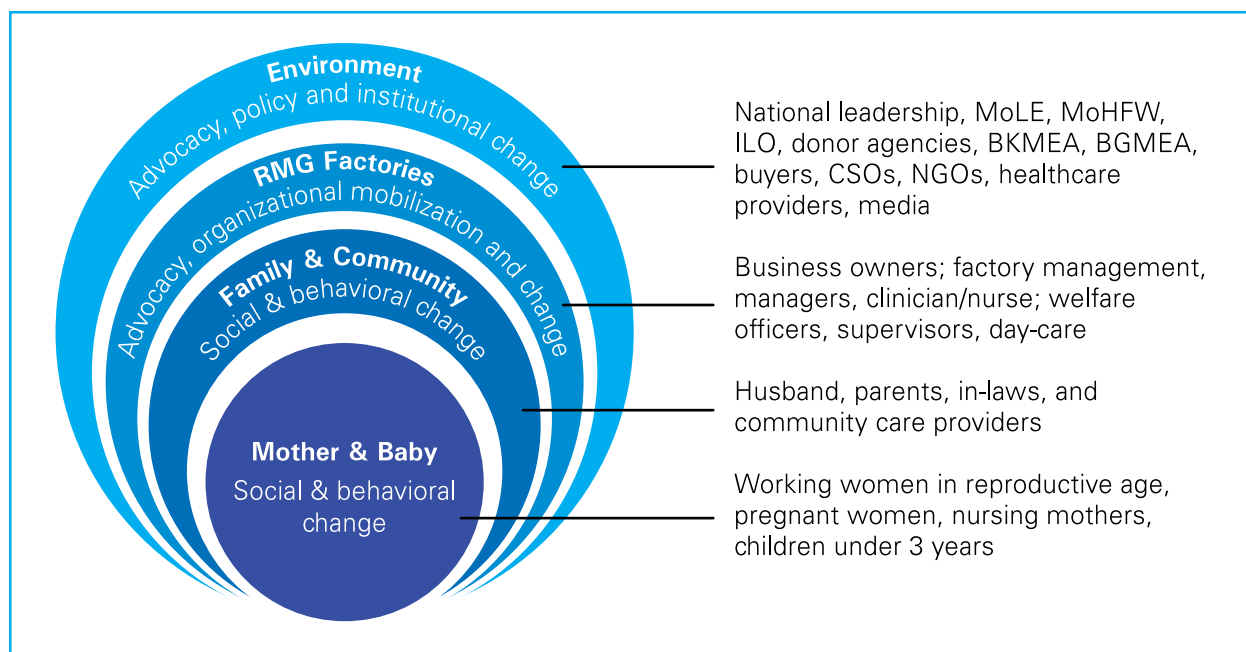 Environment
Advocacy, policy and institutional change
RMG Factories
Advocacy, organizational mobilization and change
Family & Community
Social & behavioral change
Mother & Baby
Social & behavioral
change
National leadership, MoLE, MoHFW,
ILO, donor agencies, BKMEA, BGMEA,
buyers, CSOs, NGOs, healthcare
providers, media
Business owners; factory management,
managers, clinician/nurse; welfare
officers, supervisors, day-care
Husband, parents, in-laws, and
community care providers
Working women in reproductive age,
pregnant women, nursing mothers,
children under 3 years